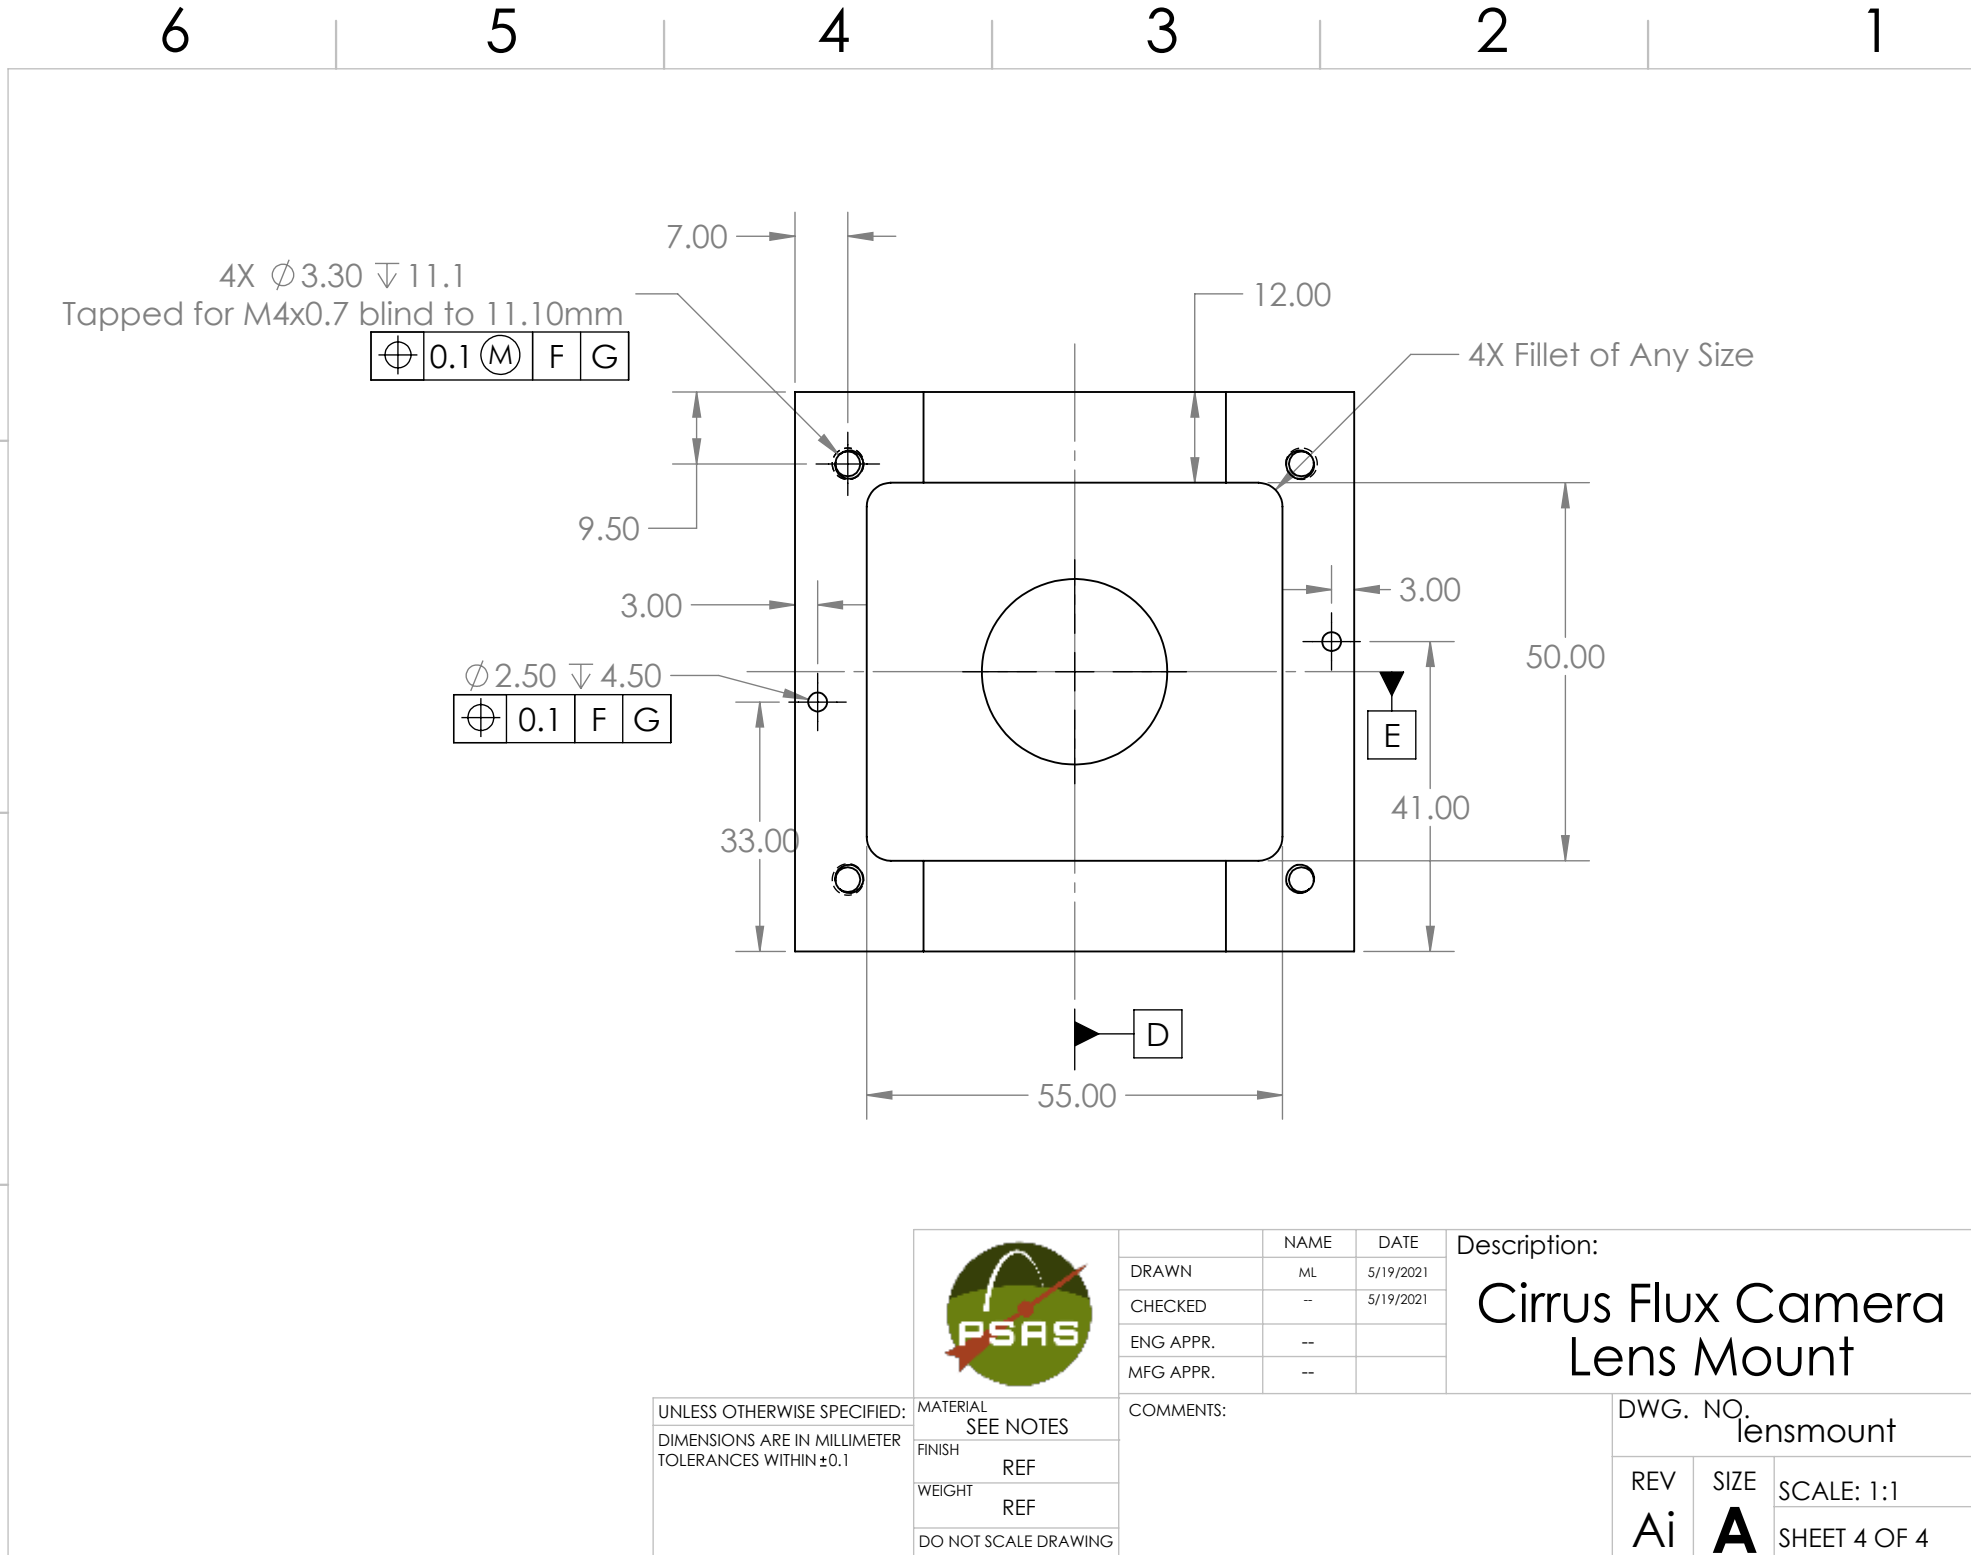 6 5 4 3 2 1
7.00
4X ⌀3.30 ↧ 11.1
Tapped for M4x0.7 blind to 11.10mm
⌖ 0.1 Ⓜ F G
12.00
4X Fillet of Any Size
9.50
3.00
3.00
50.00
⌀2.50 ↧ 4.50
⌖ 0.1 F G
E
41.00
33.00
D
55.00
PSAS
NAME DATE
DRAWN ML 5/19/2021
CHECKED -- 5/19/2021
ENG APPR. --
MFG APPR. --
Description:
Cirrus Flux Camera
Lens Mount
UNLESS OTHERWISE SPECIFIED:
DIMENSIONS ARE IN MILLIMETER
TOLERANCES WITHIN ±0.1
MATERIAL
SEE NOTES
FINISH
REF
WEIGHT
REF
DO NOT SCALE DRAWING
COMMENTS:
DWG. NO.
lensmount
REV
Ai
SIZE
A
SCALE: 1:1
SHEET 4 OF 4